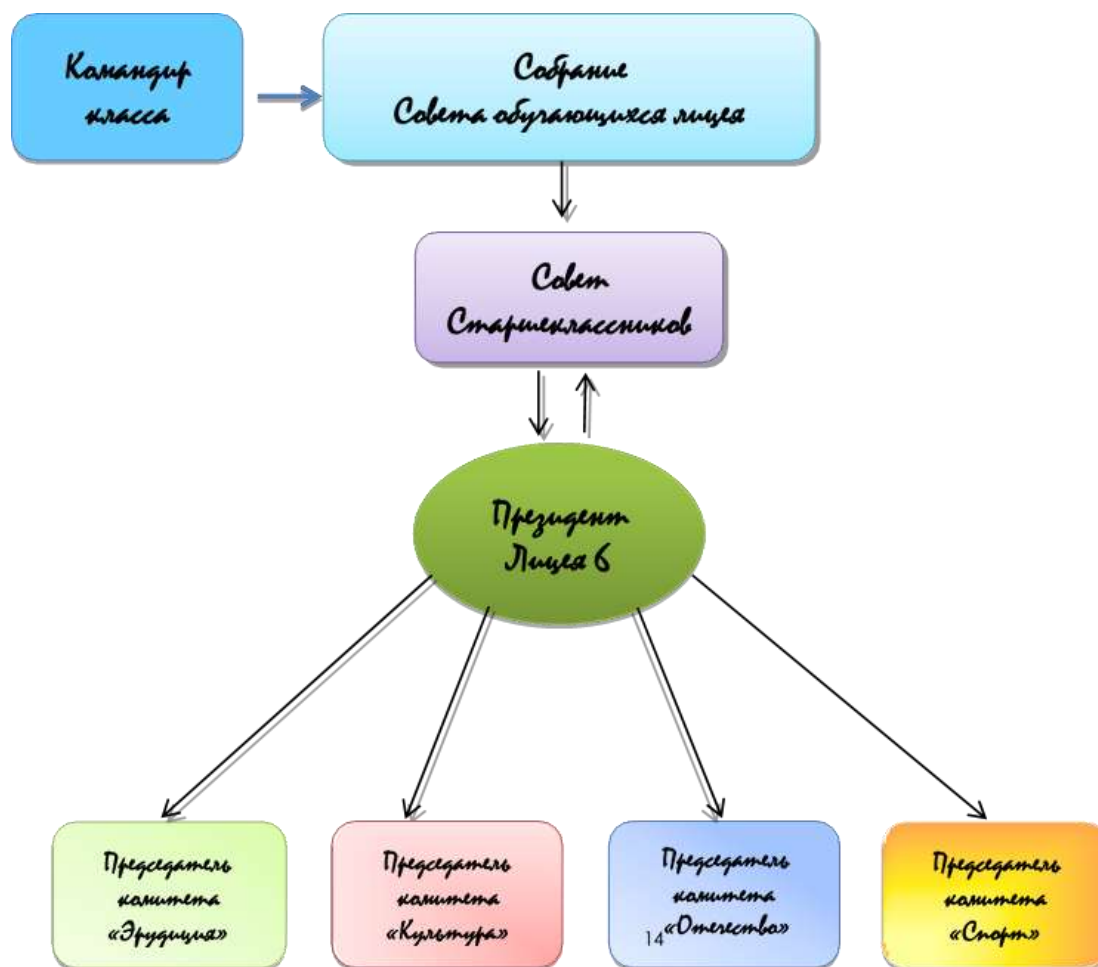 Командир
класса
Собрание
Совета обучающихся лицея
Совет
Старшеклассников
Президент
Лицея 6
Председатель
комитета
«Эрудиция»
Председатель
комитета
«Культура»
Председатель
комитета
«Отечество»
14
Председатель
комитета
«Спорт»